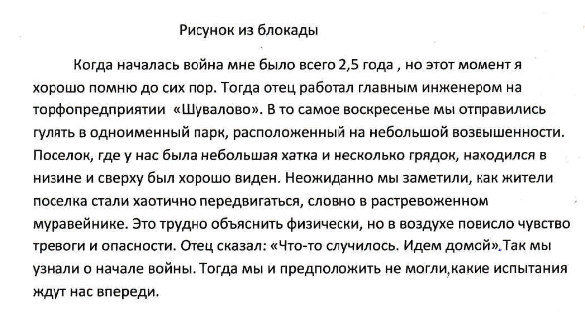 Рисунок из блокады
Когда началась война мне было всего 2,5 года , но этот момент я
хорошо помню до сих пор. Тогда отец работал главным инженером на
торфопредприятии «Шувалово». В то самое воскресенье мы отправились
гулять в одноименный парк, расположенный на небольшой возвышенности.
Поселок, где у нас была небольшая хатка и несколько грядок, находился в
низине и сверху был хорошо виден. Неожиданно мы заметили, как жители
поселка стали хаотично передвигаться, словно в растревоженном
муравейнике. Это трудно объяснить физически, но в воздухе повисло чувство
тревоги и опасности. Отец сказал: «Что-то случилось. Идем домой».Так мы
узнали о начале войны. Тогда мы и предположить не могли,какие испытания
ждут нас впереди.